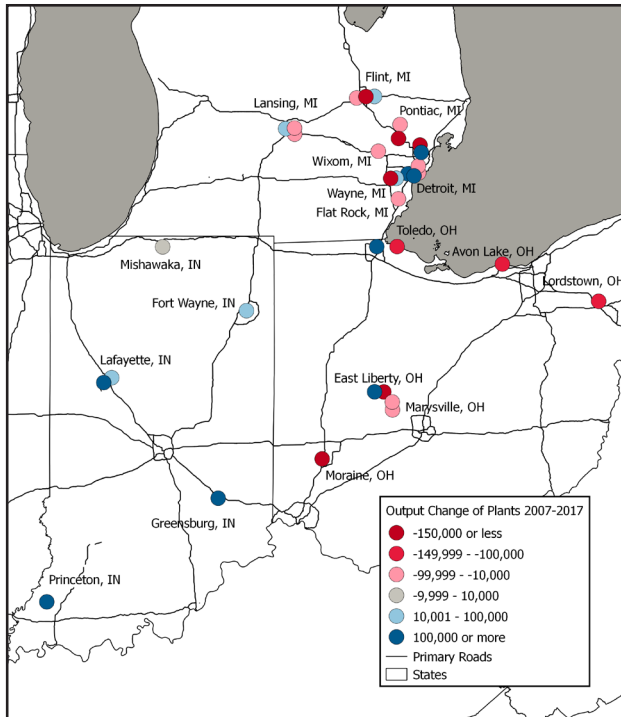 Flint, MI
Lansing, MI
Pontiac, MI
Wixom, MI
Wayne, MI
Detroit, MI
Flat Rock, MI
Toledo, OH
Avon Lake, OH
Mishawaka, IN
Lordstown, OH
Fort Wayne, IN
Lafayette, IN
East Liberty, OH
Marysville, OH
Moraine, OH
Greensburg, IN
Princeton, IN
Output Change of Plants 2007-2017
-150,000 or less
-149,999 - -100,000
-99,999 - -10,000
-9,999 - 10,000
10,001 - 100,000
100,000 or more
Primary Roads
States